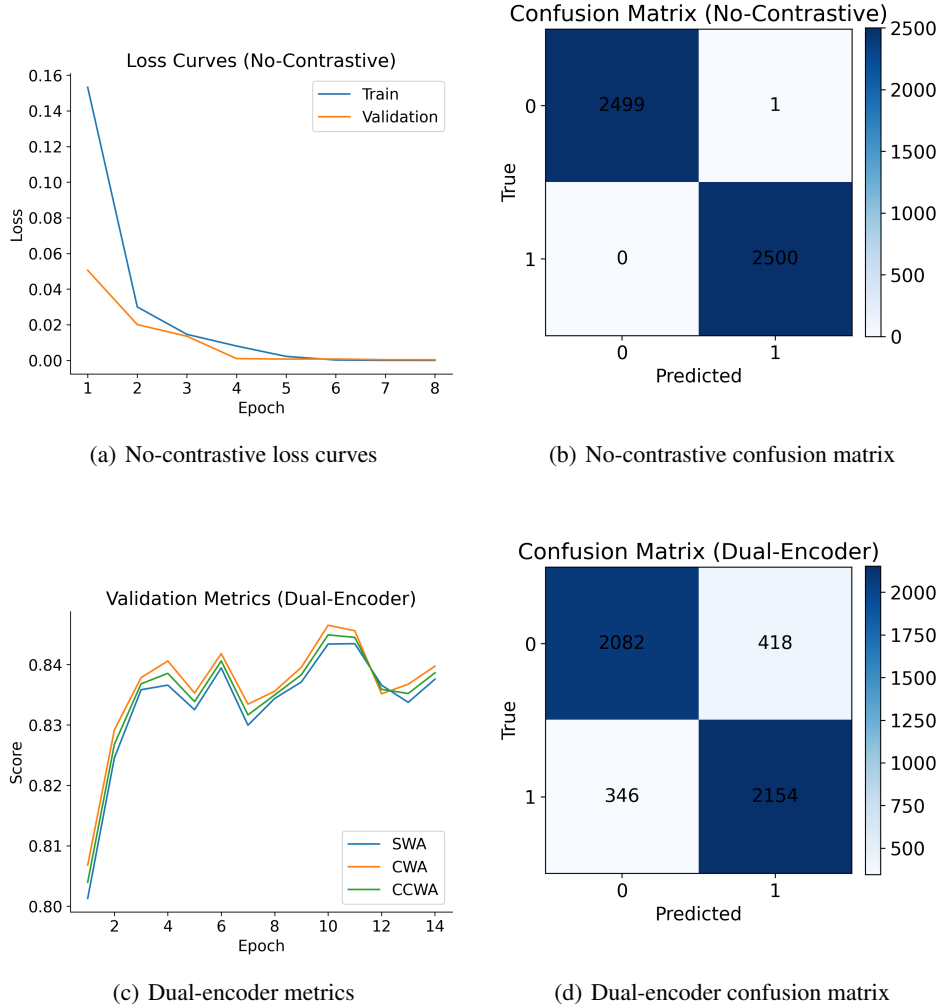 Loss Curves (No-Contrastive)
0.16
0.14
0.12
0.10
0.08
0.06
0.04
0.02
0.00
Loss
Train
Validation
1 2 3 4 5 6 7 8
Epoch
(a) No-contrastive loss curves
Confusion Matrix (No-Contrastive)
0
1
True
2499 1
0 2500
0 1
Predicted
2500
2000
1500
1000
500
0
(b) No-contrastive confusion matrix
Validation Metrics (Dual-Encoder)
0.84
0.83
0.82
0.81
0.80
Score
SWA
CWA
CCWA
2 4 6 8 10 12 14
Epoch
(c) Dual-encoder metrics
Confusion Matrix (Dual-Encoder)
0
1
True
2082 418
346 2154
0 1
Predicted
2000
1750
1500
1250
1000
750
500
(d) Dual-encoder confusion matrix